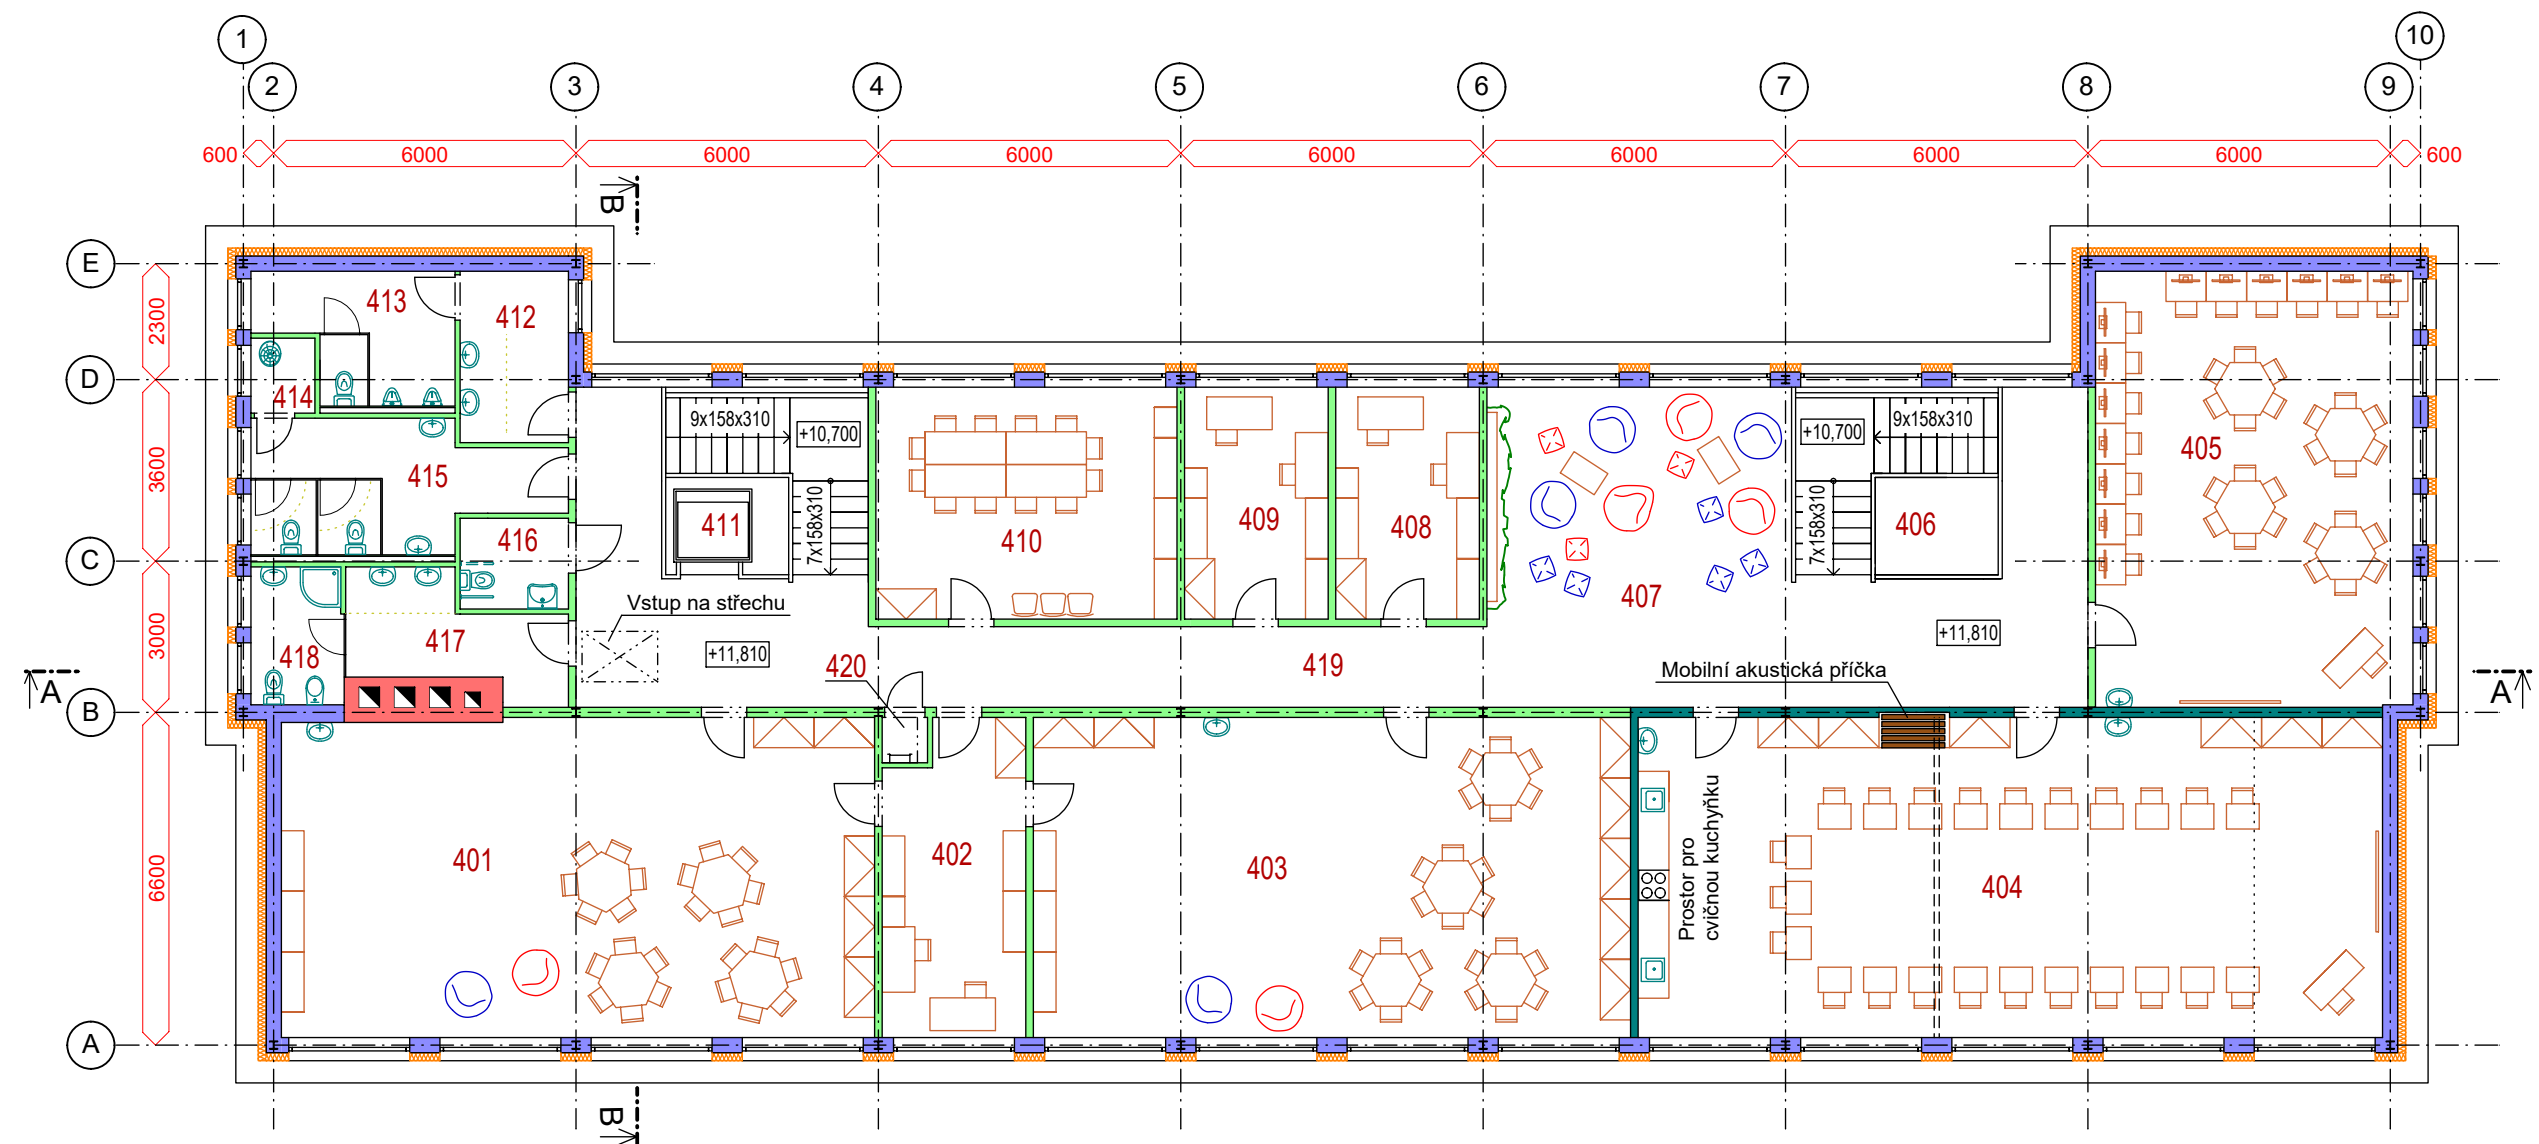 1
10
2
3
4
5
6
7
8
9
600
6000
6000
6000
6000
6000
6000
6000
600
B
E
D
C
B
A
2300
3600
3000
6600
413
412
414
415
416
417
418
9x158x310
+10,700
411
7x158x310
410
409
408
407
+10,700
9x158x310
7x158x310
406
405
Vstup na střechu
+11,810
420
419
+11,810
Mobilní akustická příčka
A
A
401
402
403
Prostor pro
cvičnou kuchyňku
404
B